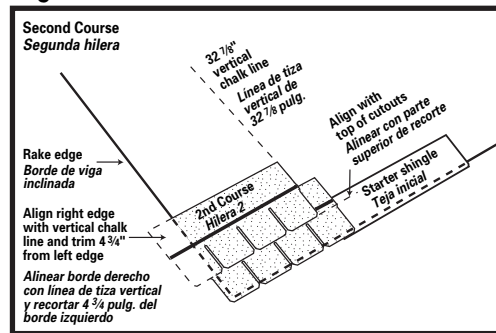 Second Course
Segunda hilera
32 7/8"
vertical
chalk line
Línea de tiza
vertical de
32 7/8 pulg.
Align with
top of cutouts
Alinear con parte
superior de recorte
Rake edge
Borde de viga
inclinada
2nd Course
Hilera 2
Starter shingle
Teja inicial
Align right edge
with vertical chalk
line and trim 4 3/4"
from left edge
Alinear borde derecho
con línea de tiza vertical
y recortar 4 3/4 pulg. del
borde izquierdo